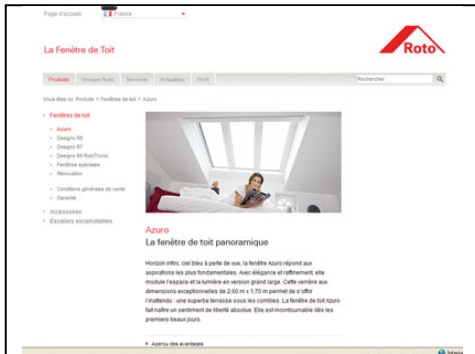 Page d'accueil France
La Fenêtre de Toit
Roto
Produits Groupe Roto Services Actualités Profi Rechercher
Vous êtes ici: Produits > Fenêtres de toit > Azuro
Fenêtres de toit
Azuro
Designo R8
Designo R7
Designo R4 RotoTronic
Fenêtres spéciales
Rénovation
Conditions générales de vente
Garantie
Accessoires
Escaliers escamotables
Azuro
La fenêtre de toit panoramique
Horizon infini, ciel bleu à perte de vue, la fenêtre Azuro répond aux
aspirations les plus fondamentales. Avec élégance et raffinement, elle
module l'espace et la lumière en version grand large. Cette verrière aux
dimensions exceptionnelles de 2,60 m x 1,70 m permet de s'offrir
l'inattendu : une superbe terrasse sous les combles. La fenêtre de toit Azuro
fait naître un sentiment de liberté absolue. Elle est incontournable dès les
premiers beaux jours.
Aperçu des avantages